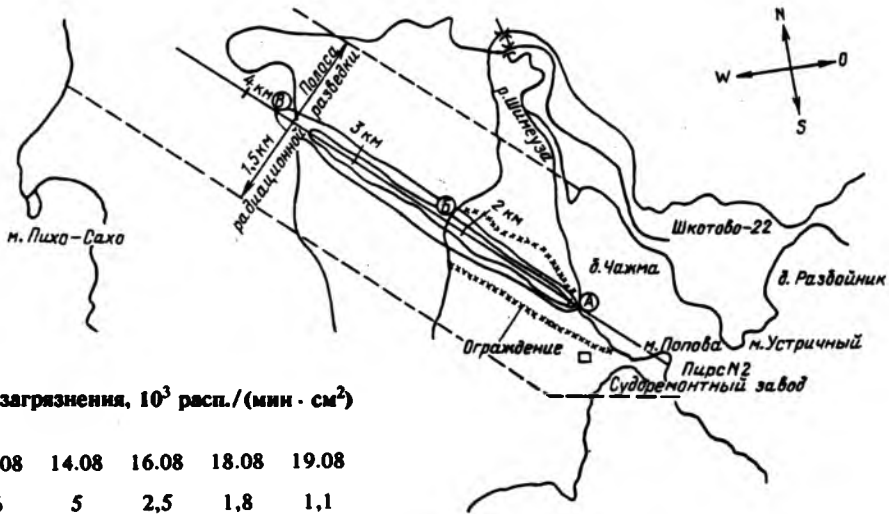 N
W
O
S
4 км
В
Полоса
разведки
1,5 км
радиационной
3 км
р. Шимеуза
Б
2 км
м. Пихо-Сахо
Шкотово-22
б. Чажма
д. Разбойник
А
Ограждение
м. Попова
м. Устричный
Пирс N2
Судоремонтный завод
загрязнения, 10³ расп./(мин · см²)
08 14.08 16.08 18.08 19.08
5 2,5 1,8 1,1